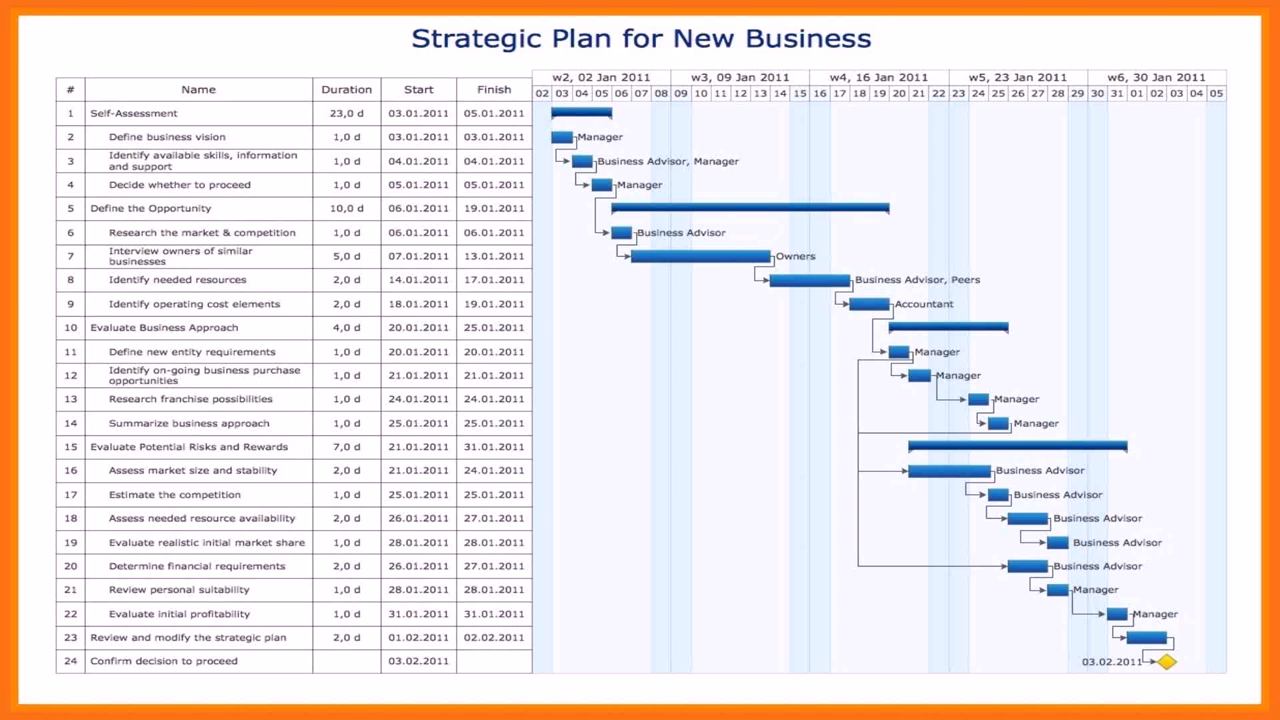 Strategic Plan for New Business
# Name Duration Start Finish w2, 02 Jan 2011 w3, 09 Jan 2011 w4, 16 Jan 2011 w5, 23 Jan 2011 w6, 30 Jan 2011
02 03 04 05 06 07 08 09 10 11 12 13 14 15 16 17 18 19 20 21 22 23 24 25 26 27 28 29 30 31 01 02 03 04 05
1 Self-Assessment 23,0 d 03.01.2011 05.01.2011
2 Define business vision 1,0 d 03.01.2011 03.01.2011 Manager
3 Identify available skills, information
and support 1,0 d 04.01.2011 04.01.2011 Business Advisor, Manager
4 Decide whether to proceed 1,0 d 05.01.2011 05.01.2011 Manager
5 Define the Opportunity 10,0 d 06.01.2011 19.01.2011
6 Research the market & competition 1,0 d 06.01.2011 06.01.2011 Business Advisor
7 Interview owners of similar
businesses 5,0 d 07.01.2011 13.01.2011 Owners
8 Identify needed resources 2,0 d 14.01.2011 17.01.2011 Business Advisor, Peers
9 Identify operating cost elements 2,0 d 18.01.2011 19.01.2011 Accountant
10 Evaluate Business Approach 4,0 d 20.01.2011 25.01.2011
11 Define new entity requirements 1,0 d 20.01.2011 20.01.2011 Manager
12 Identify on-going business purchase
opportunities 1,0 d 21.01.2011 21.01.2011 Manager
13 Research franchise possibilities 1,0 d 24.01.2011 24.01.2011 Manager
14 Summarize business approach 1,0 d 25.01.2011 25.01.2011 Manager
15 Evaluate Potential Risks and Rewards 7,0 d 21.01.2011 31.01.2011
16 Assess market size and stability 2,0 d 21.01.2011 24.01.2011 Business Advisor
17 Estimate the competition 1,0 d 25.01.2011 25.01.2011 Business Advisor
18 Assess needed resource availability 2,0 d 26.01.2011 27.01.2011 Business Advisor
19 Evaluate realistic initial market share 1,0 d 28.01.2011 28.01.2011 Business Advisor
20 Determine financial requirements 2,0 d 26.01.2011 27.01.2011 Business Advisor
21 Review personal suitability 1,0 d 28.01.2011 28.01.2011 Manager
22 Evaluate initial profitability 1,0 d 31.01.2011 31.01.2011 Manager
23 Review and modify the strategic plan 2,0 d 01.02.2011 02.02.2011
24 Confirm decision to proceed 03.02.2011 03.02.2011